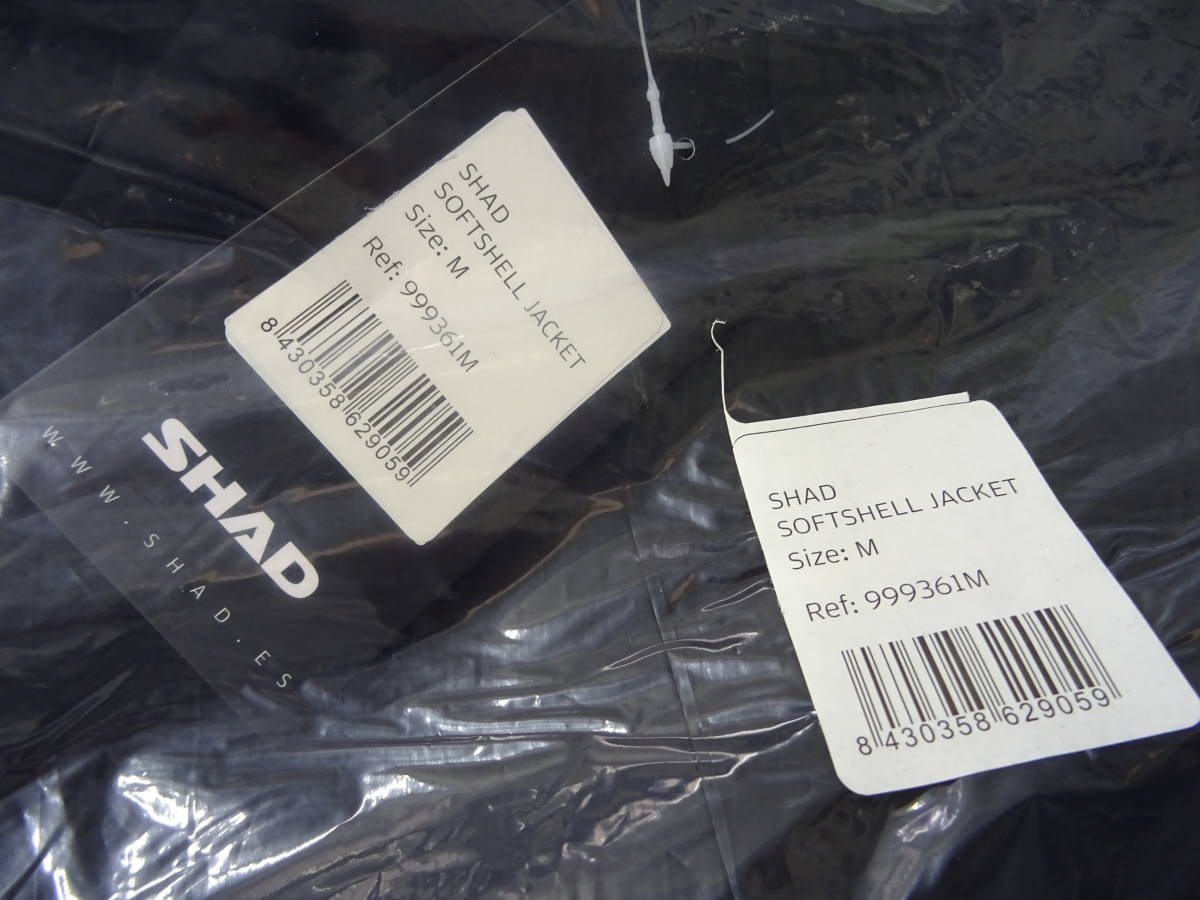 SHAD
SOFTSHELL JACKET
Size: M
Ref: 999361M
8 430358 629059
SHAD
WWW.SHAD.ES
SHAD
SOFTSHELL JACKET
Size: M
Ref: 999361M
8 430358 629059